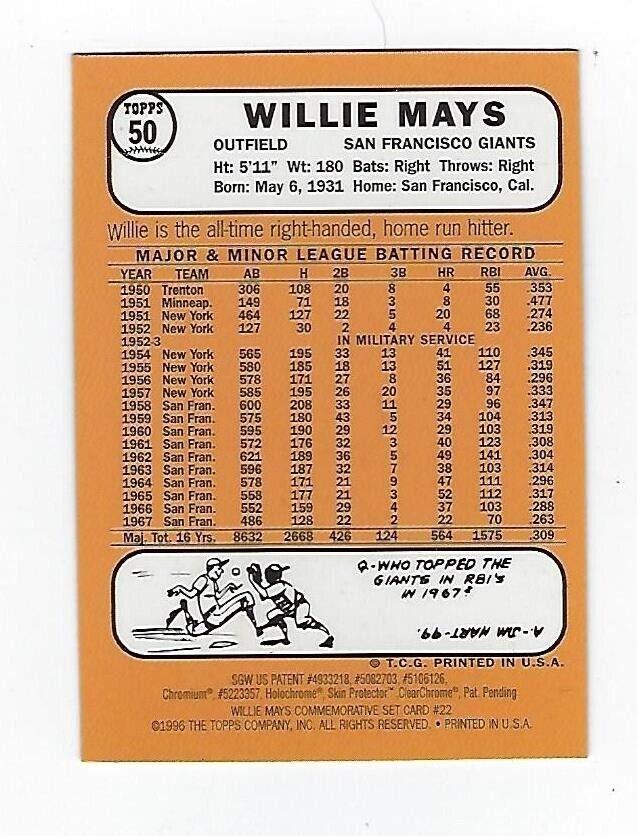 TOPPS
50
WILLIE MAYS
OUTFIELD SAN FRANCISCO GIANTS
Ht: 5'11" Wt: 180 Bats: Right Throws: Right
Born: May 6, 1931 Home: San Francisco, Cal.
Willie is the all-time right-handed, home run hitter.
MAJOR & MINOR LEAGUE BATTING RECORD
YEAR TEAM AB H 2B 3B HR RBI AVG.
1950 Trenton 306 108 20 8 4 55 .353
1951 Minneap. 149 71 18 3 8 30 .477
1951 New York 464 127 22 5 20 68 .274
1952 New York 127 30 2 4 4 23 .236
1952-3 IN MILITARY SERVICE
1954 New York 565 195 33 13 41 110 .345
1955 New York 580 185 18 13 51 127 .319
1956 New York 578 171 27 8 36 84 .296
1957 New York 585 195 26 20 35 97 .333
1958 San Fran. 600 208 33 11 29 96 .347
1959 San Fran. 575 180 43 5 34 104 .313
1960 San Fran. 595 190 29 12 29 103 .319
1961 San Fran. 572 176 32 3 40 123 .308
1962 San Fran. 621 189 36 5 49 141 .304
1963 San Fran. 596 187 32 7 38 103 .314
1964 San Fran. 578 171 21 9 47 111 .296
1965 San Fran. 558 177 21 3 52 112 .317
1966 San Fran. 552 159 29 4 37 103 .288
1967 San Fran. 486 128 22 2 22 70 .263
Maj. Tot. 16 Yrs. 8632 2668 426 124 564 1575 .309
Q-WHO TOPPED THE
GIANTS IN RBI'S
IN 1967?
A.-JIM HART-99.
© T.C.G. PRINTED IN U.S.A.
SGW US PATENT #4933218, #5082703, #5106126,
Chromium®, #5223357, Holochrome®, Skin Protector™, ClearChrome®, Pat. Pending
WILLIE MAYS COMMEMORATIVE SET CARD #22
©1996 THE TOPPS COMPANY, INC. ALL RIGHTS RESERVED. • PRINTED IN U.S.A.